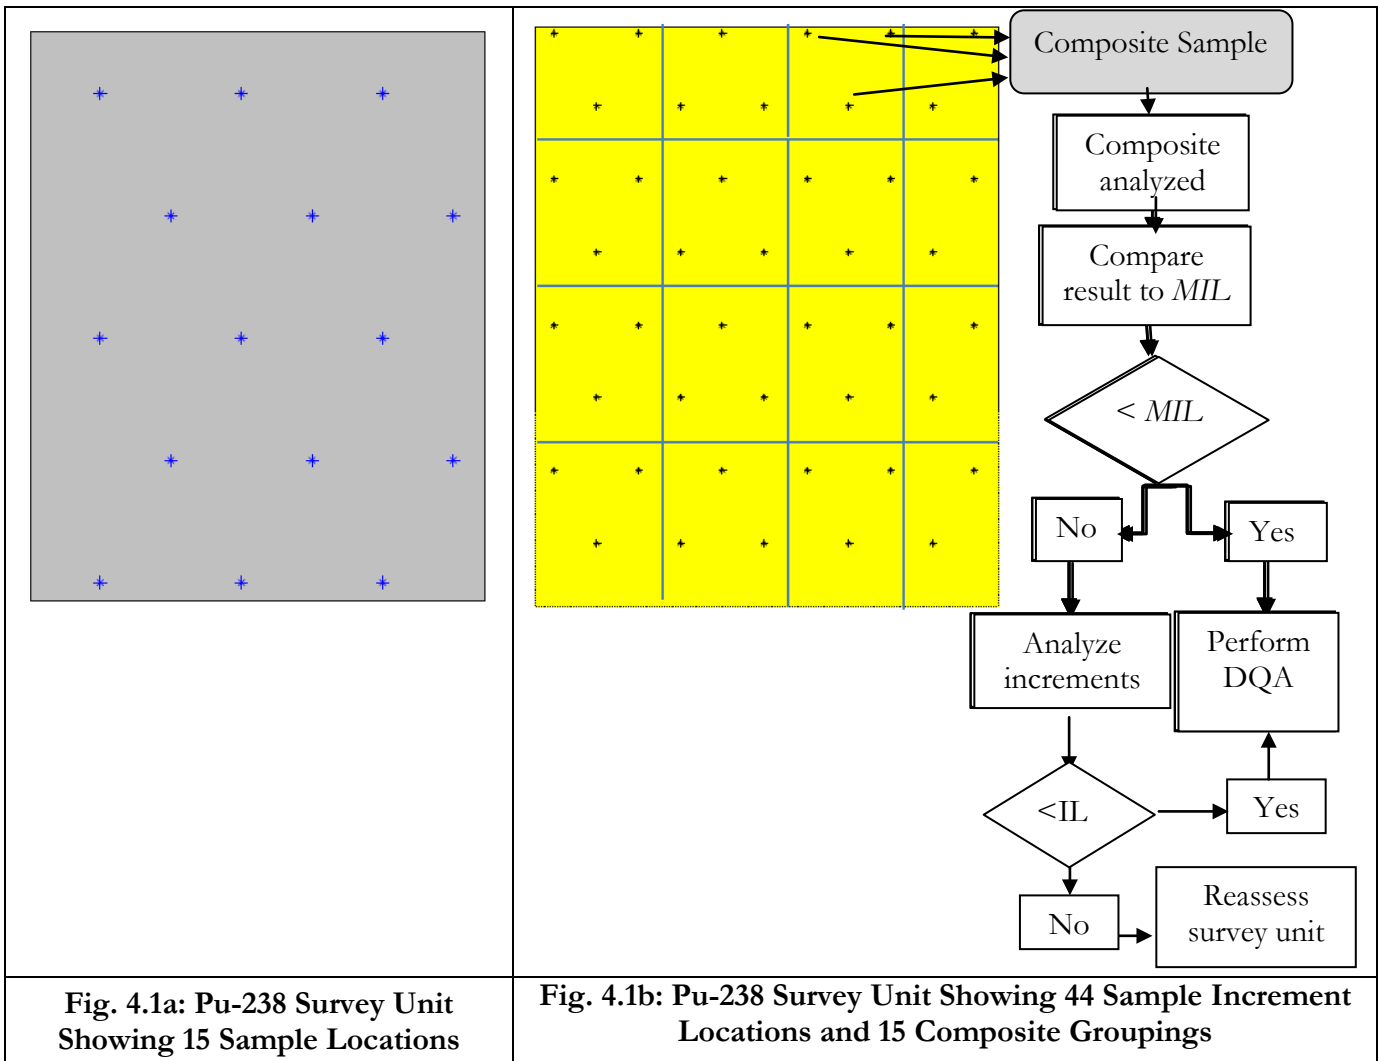 Composite Sample
Composite
analyzed
Compare
result to MIL
< MIL
No
Yes
Analyze
increments
Perform
DQA
<IL
Yes
No
Reassess
survey unit
Fig. 4.1a: Pu-238 Survey Unit
Showing 15 Sample Locations
Fig. 4.1b: Pu-238 Survey Unit Showing 44 Sample Increment
Locations and 15 Composite Groupings